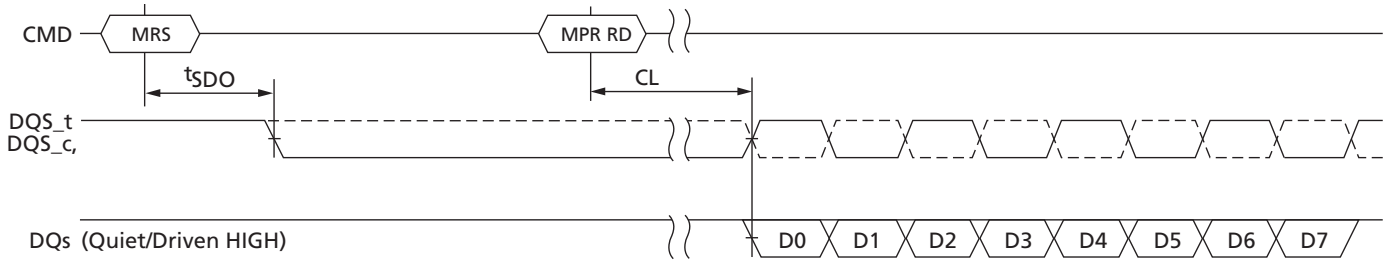 CMD MRS MPR RD
tSDO CL
DQS_t
DQS_c,
DQs (Quiet/Driven HIGH) D0 D1 D2 D3 D4 D5 D6 D7